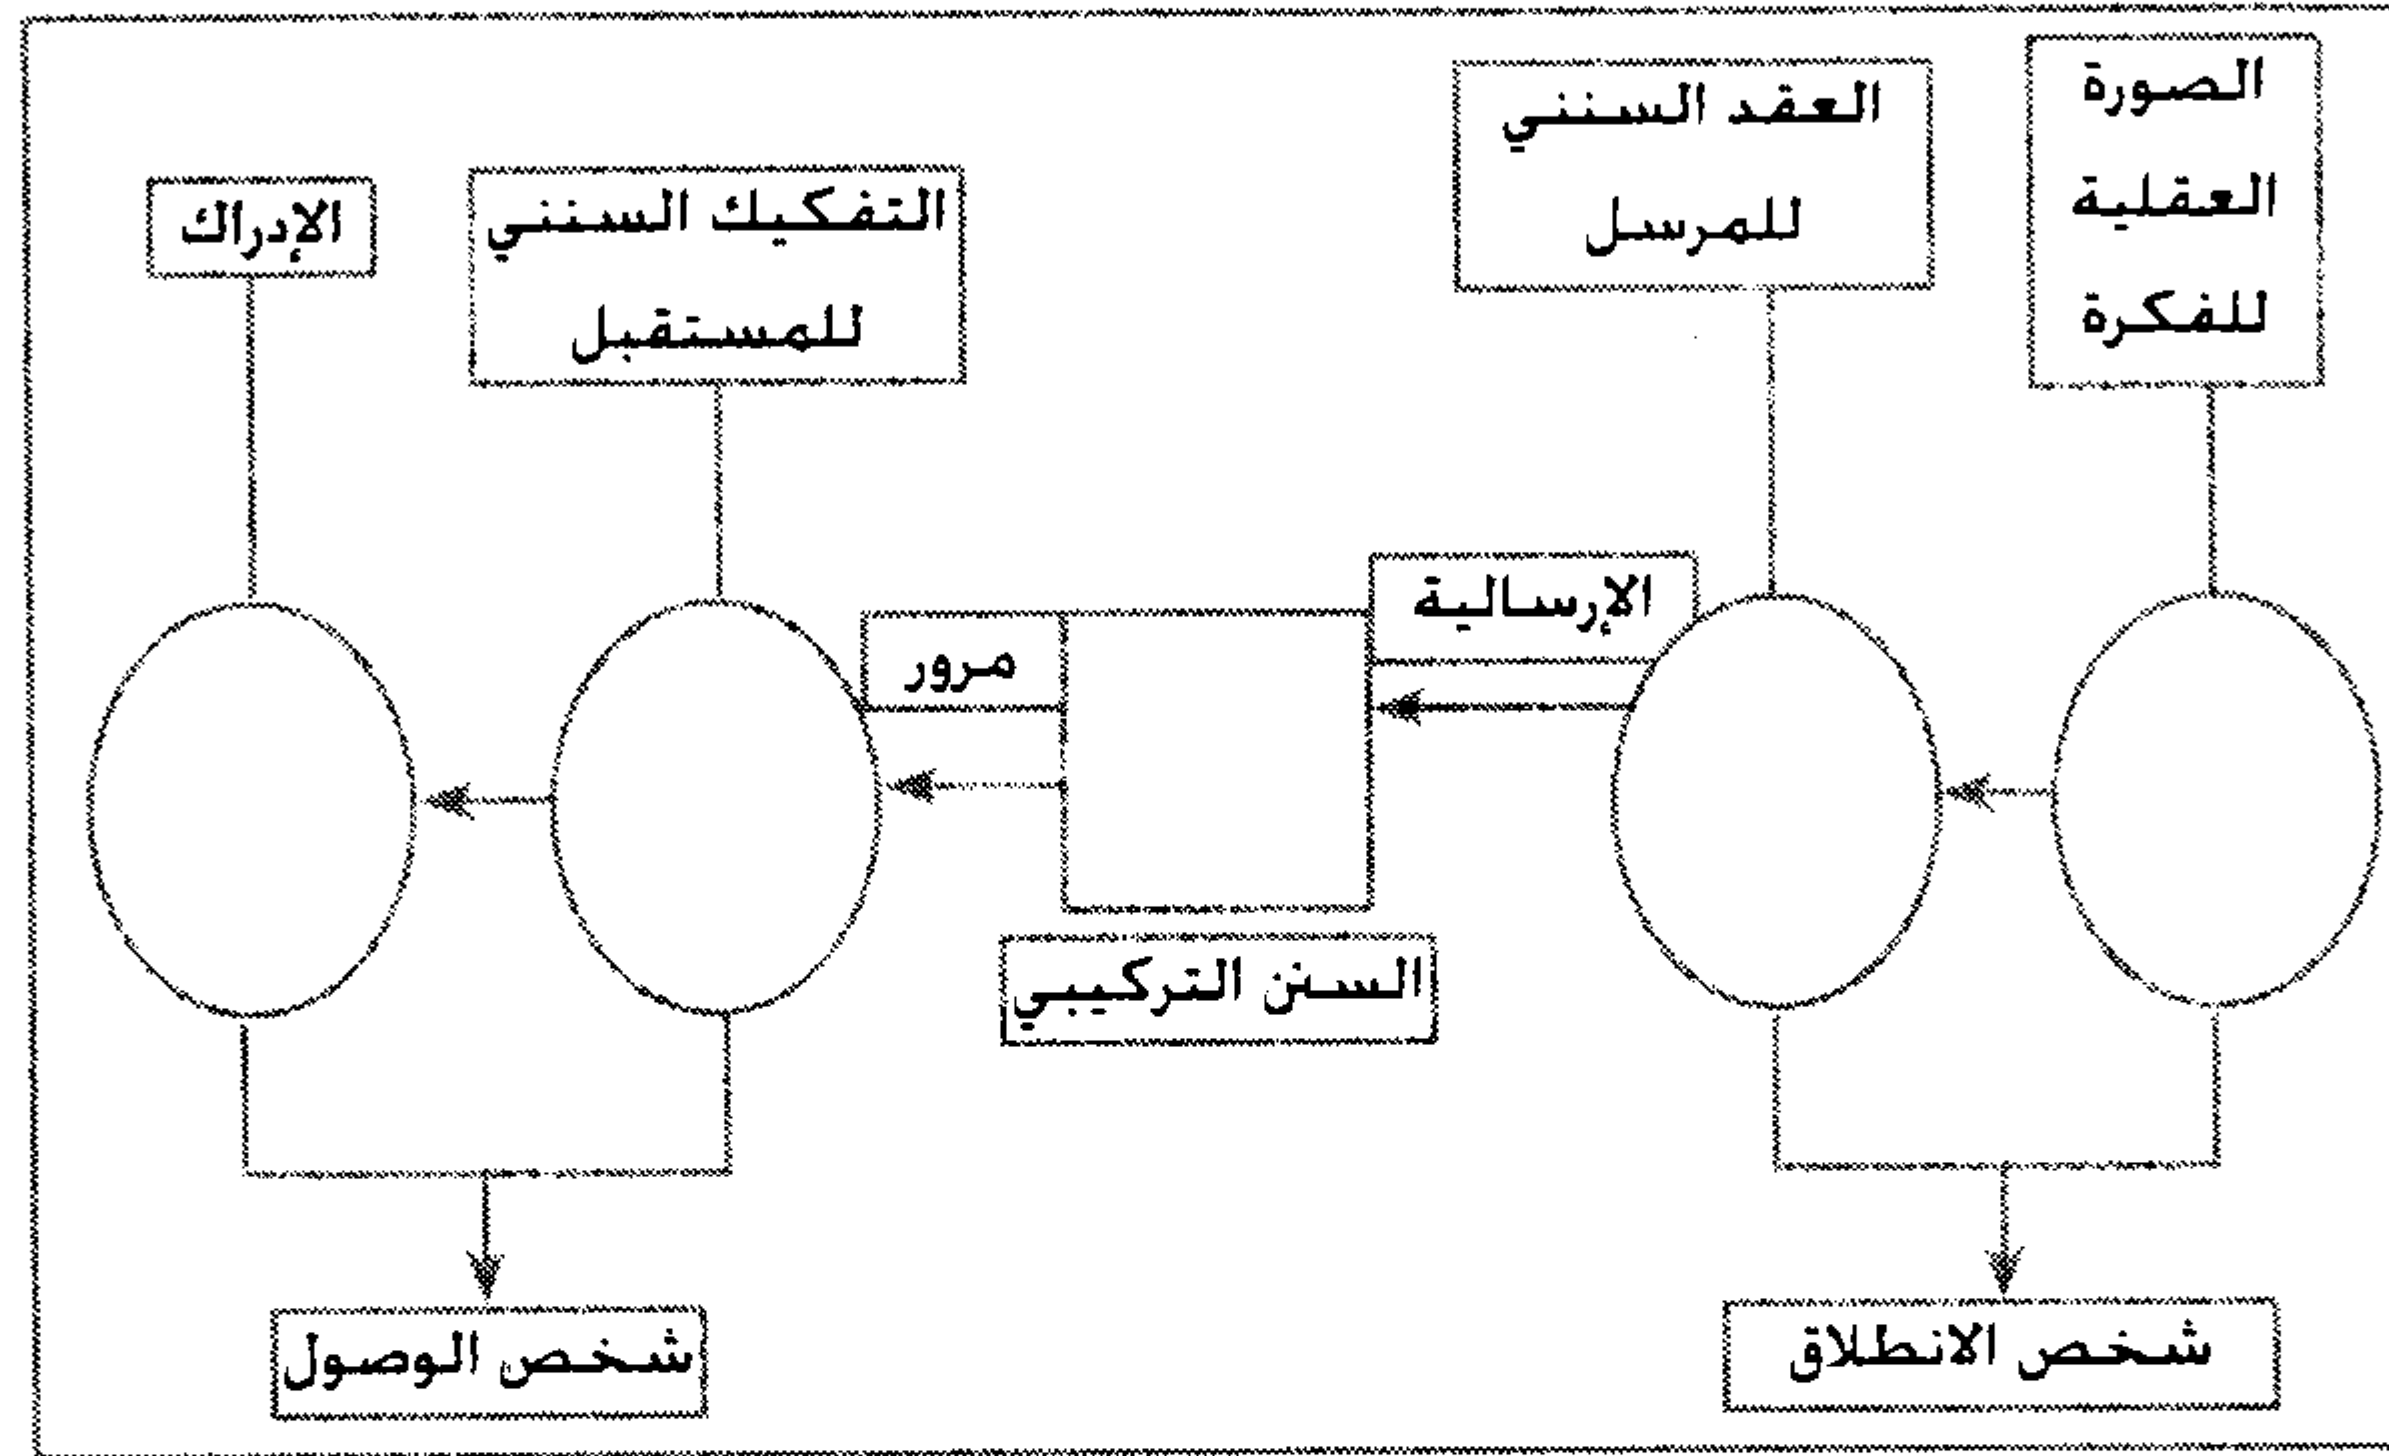 الصورة
العقلية
للفكرة
العقد السنني
للمرسل
التفكيك السنني
للمستقبل
الإدراك
الإرسالية
مرور
السنن التركيبي
شخص الانطلاق
شخص الوصول